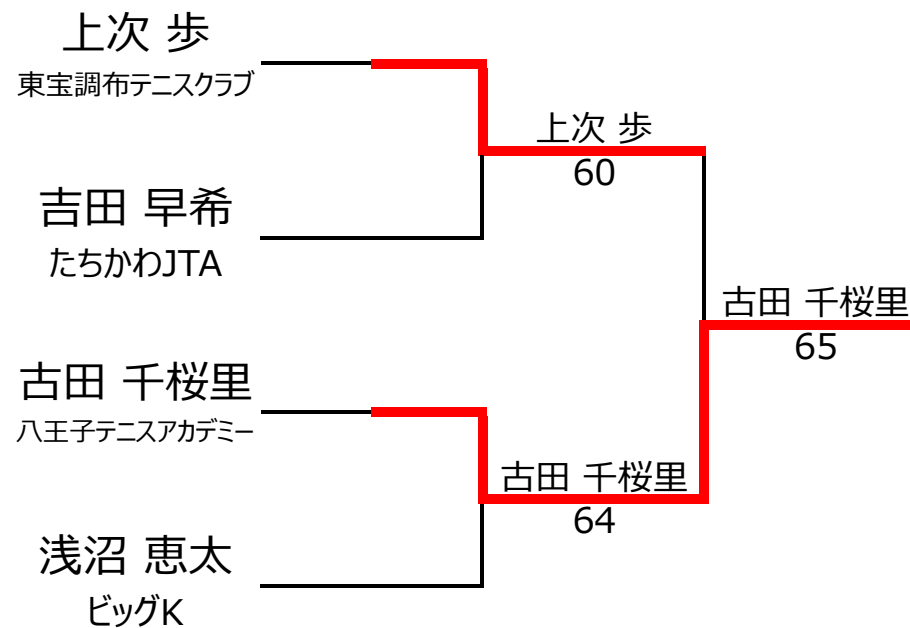 上次 歩
東宝調布テニスクラブ
上次 歩
60
吉田 早希
たちかわJTA
古田 千桜里
65
古田 千桜里
八王子テニスアカデミー
古田 千桜里
64
浅沼 恵太
ビッグK